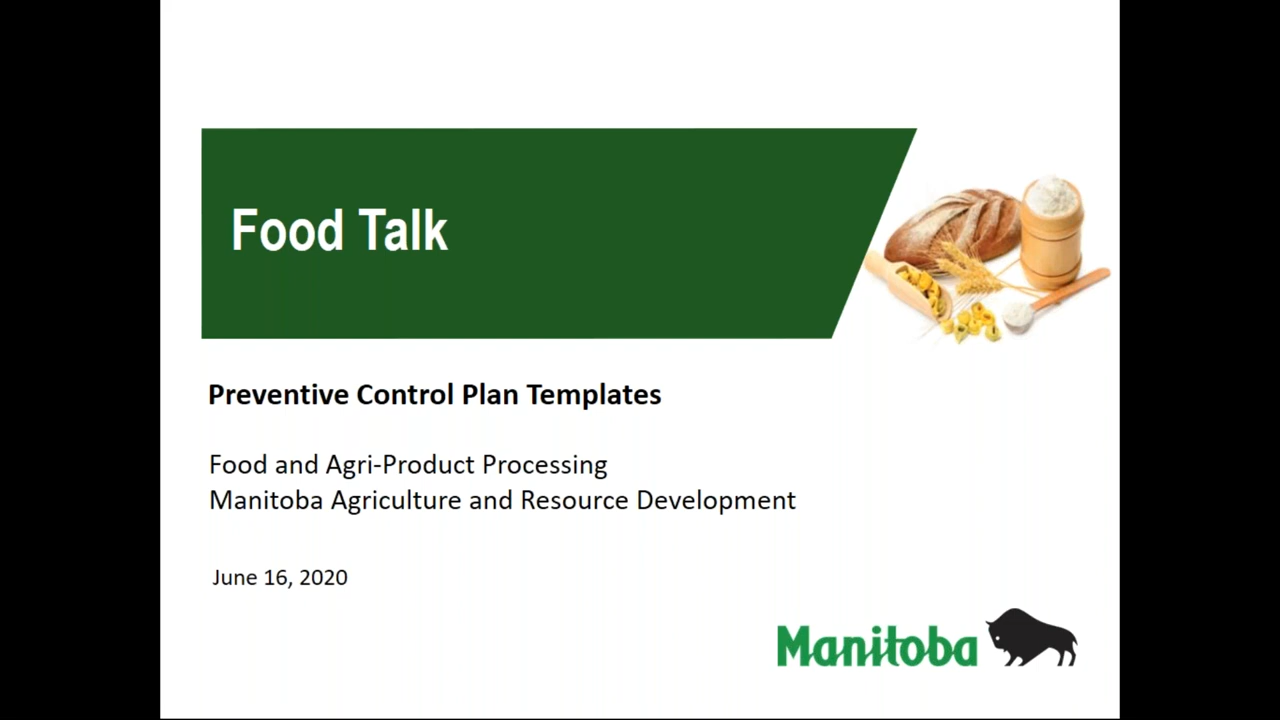 Food Talk
Preventive Control Plan Templates
Food and Agri-Product Processing
Manitoba Agriculture and Resource Development
June 16, 2020
Manitoba